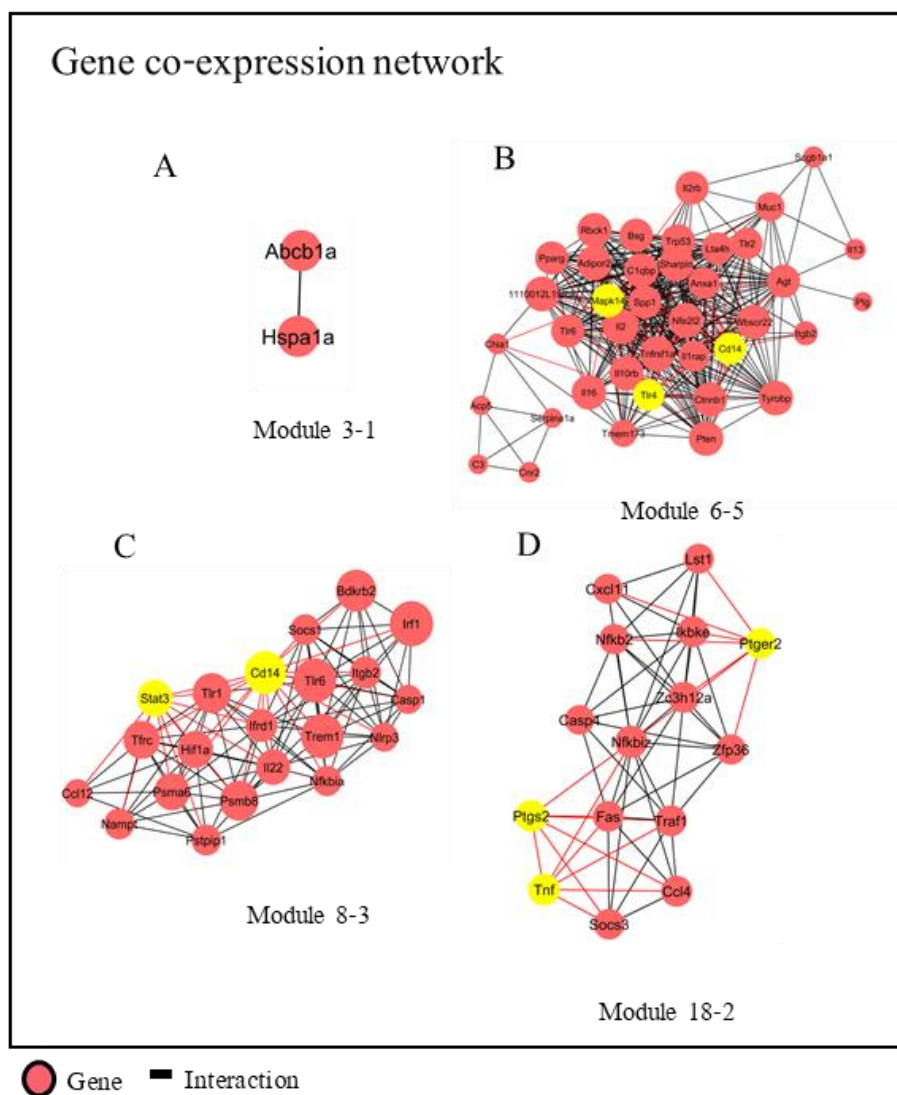 Gene co-expression network
A
Abcb1a
Hspa1a
Module 3-1
B
Scgb1a1
Il2rb
Muc1
Rbck1
Bsg
Trp53
Lta4h
Tlr2
Il13
Pparg
Adipor2
C1qbp
Sharpin
Anxa1
Agt
Mapk14
Spp1
Plg
Tlr6
Il2
Nfe2l2
Wbscr22
Itgb2
Chia1
Tnfrsf1a
Il1rap
Cd14
Il10rb
Il16
Tlr4
Ctnnb1
Tyrobp
Acp5
Serpina1a
Tmem173
Pten
C3
Cnr2
Module 6-5
C
Bdkrb2
Socs1
Irf1
Cd14
Itgb2
Stat3
Tlr1
Tlr6
Casp1
Tfrc
Hif1a
Ifrd1
Trem1
Nlrp3
Il22
Nfkbia
Ccl12
Psma6
Psmb8
Nampt
Pstpip1
Module 8-3
D
Lst1
Cxcl11
Nfkb2
Ikbke
Ptger2
Zc3h12a
Casp4
Nfkbiz
Zfp36
Ptgs2
Fas
Traf1
Tnf
Ccl4
Socs3
Module 18-2
Gene
Interaction